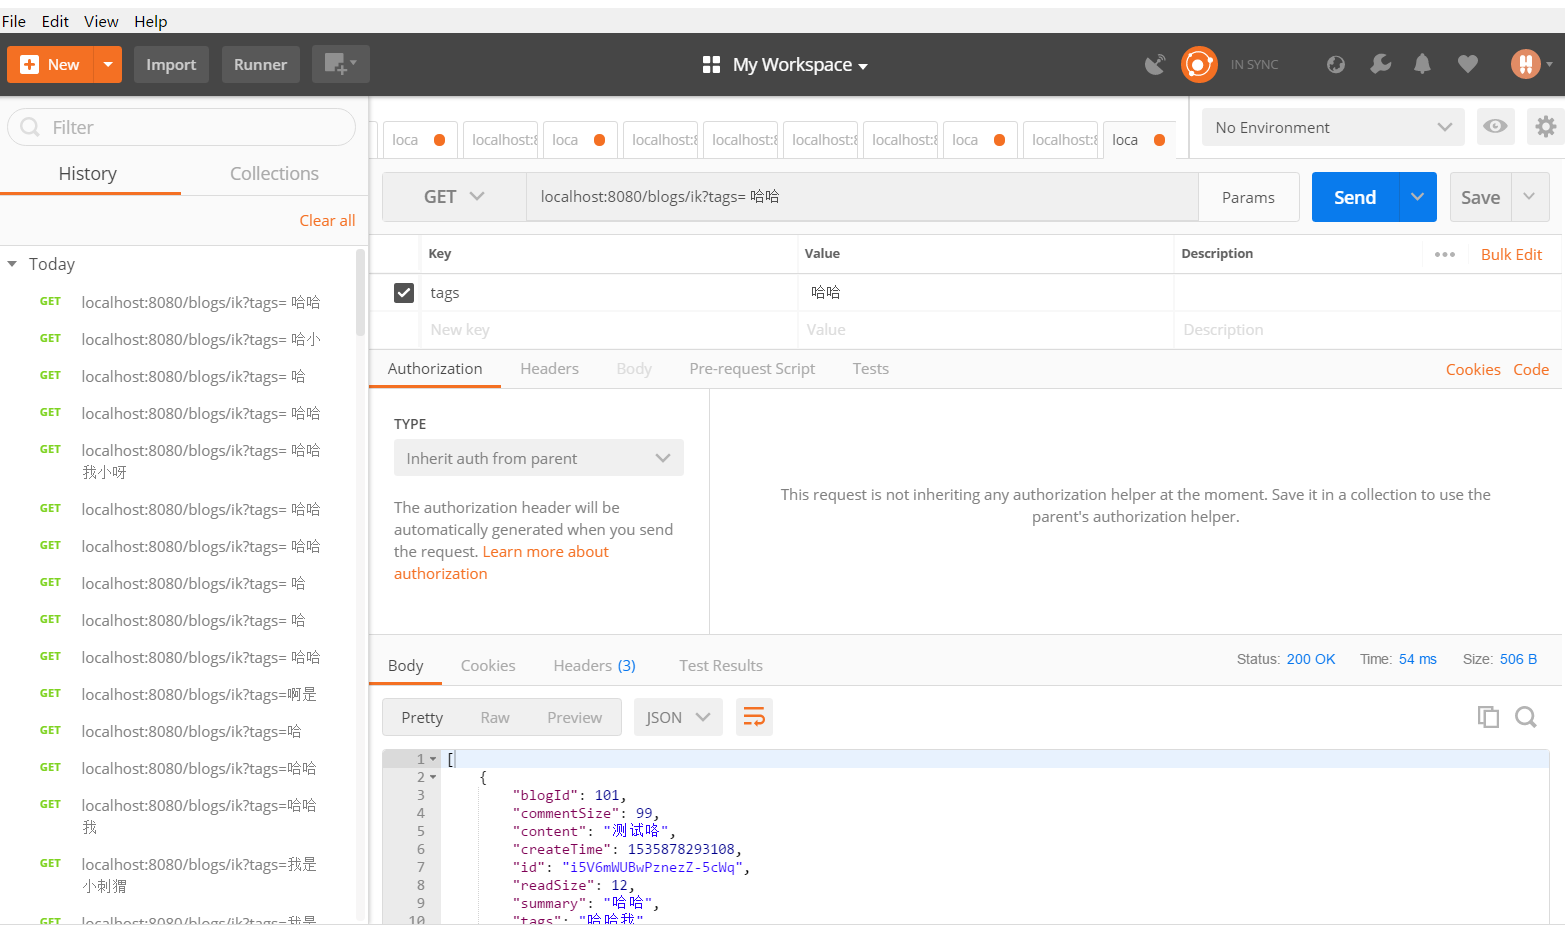 File Edit View Help
New Import Runner My Workspace IN SYNC
Filter
History Collections
Clear all
Today
GET localhost:8080/blogs/ik?tags= 哈哈
GET localhost:8080/blogs/ik?tags= 哈小
GET localhost:8080/blogs/ik?tags= 哈
GET localhost:8080/blogs/ik?tags= 哈哈
GET localhost:8080/blogs/ik?tags= 哈哈
我小呀
GET localhost:8080/blogs/ik?tags= 哈哈
GET localhost:8080/blogs/ik?tags= 哈哈
GET localhost:8080/blogs/ik?tags= 哈
GET localhost:8080/blogs/ik?tags= 哈
GET localhost:8080/blogs/ik?tags= 哈哈
GET localhost:8080/blogs/ik?tags=啊是
GET localhost:8080/blogs/ik?tags=哈
GET localhost:8080/blogs/ik?tags=哈哈
GET localhost:8080/blogs/ik?tags=哈哈
我
GET localhost:8080/blogs/ik?tags=我是
小刺猬
GET localhost:8080/blogs/ik?tags=我是
loca localhost:8 loca localhost:8 localhost:8 localhost:8 localhost:8 loca localhost:8 loca
No Environment
GET localhost:8080/blogs/ik?tags= 哈哈 Params Send Save
Key Value Description Bulk Edit
tags 哈哈
New key Value Description
Authorization Headers Body Pre-request Script Tests Cookies Code
TYPE
Inherit auth from parent
The authorization header will be
automatically generated when you send
the request. Learn more about
authorization
This request is not inheriting any authorization helper at the moment. Save it in a collection to use the
parent's authorization helper.
Body Cookies Headers (3) Test Results Status: 200 OK Time: 54 ms Size: 506 B
Pretty Raw Preview JSON
1 [
2 {
3 "blogId": 101,
4 "commentSize": 99,
5 "content": "测试咯",
6 "createTime": 1535878293108,
7 "id": "i5V6mWUBwPznezZ-5cWq",
8 "readSize": 12,
9 "summary": "哈哈",
10 "tags": "哈哈我"